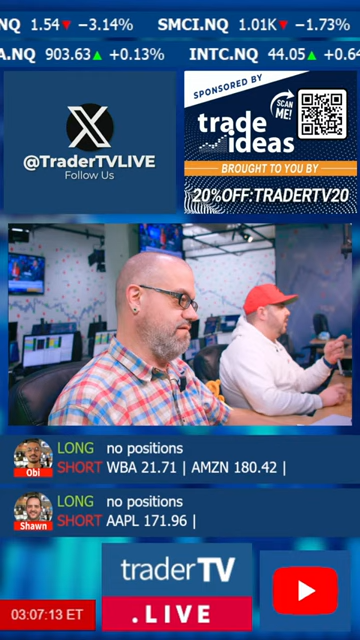 NQ 1.54▼ −3.14% SMCI.NQ 1.01K▼ −1.73%
A.NQ 903.63▲ +0.13% INTC.NQ 44.05▲ +0.64
SPONSORED BY
SCAN
ME!
trade
ideas
BROUGHT TO YOU BY
20%OFF:TRADERTV20
@TraderTVLIVE
Follow Us
LONG no positions
SHORT WBA 21.71 | AMZN 180.42 |
Obi
LONG no positions
SHORT AAPL 171.96 |
Shawn
traderTV
.LIVE
03:07:13 ET